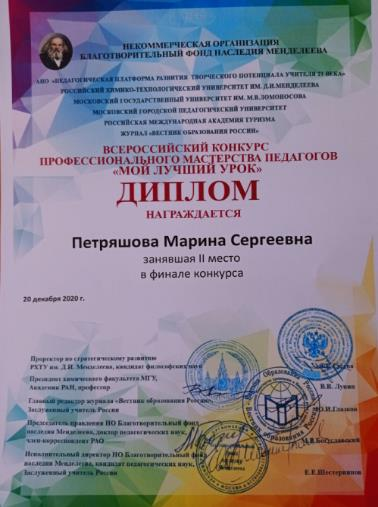 НЕКОММЕРЧЕСКАЯ ОРГАНИЗАЦИЯ
БЛАГОТВОРИТЕЛЬНЫЙ ФОНД НАСЛЕДИЯ МЕНДЕЛЕЕВА
АНО «ПЕДАГОГИЧЕСКАЯ ПЛАТФОРМА РАЗВИТИЯ ТВОРЧЕСКОГО ПОТЕНЦИАЛА УЧИТЕЛЯ 21 ВЕКА»
РОССИЙСКИЙ ХИМИКО-ТЕХНОЛОГИЧЕСКИЙ УНИВЕРСИТЕТ ИМ. Д.И.МЕНДЕЛЕЕВА
МОСКОВСКИЙ ГОСУДАРСТВЕННЫЙ УНИВЕРСИТЕТ ИМ. М.В.ЛОМОНОСОВА
МОСКОВСКИЙ ГОРОДСКОЙ ПЕДАГОГИЧЕСКИЙ УНИВЕРСИТЕТ
РОССИЙСКАЯ МЕЖДУНАРОДНАЯ АКАДЕМИЯ ТУРИЗМА
ЖУРНАЛ «ВЕСТНИК ОБРАЗОВАНИЯ РОССИИ»
ВСЕРОССИЙСКИЙ КОНКУРС
ПРОФЕССИОНАЛЬНОГО МАСТЕРСТВА ПЕДАГОГОВ
«МОЙ ЛУЧШИЙ УРОК»
ДИПЛОМ
НАГРАЖДАЕТСЯ
Петряшова Марина Сергеевна
занявшая II место
в финале конкурса
20 декабря 2020 г.
Проректор по стратегическому развитию
РХТУ им. Д.И. Менделеева, кандидат философских наук
Президент химического факультета МГУ,
Академик РАН, профессор
В.В. Лунин
Главный редактор журнала «Вестник образования России»,
Заслуженный учитель России
О.И.Глазков
Председатель правления НО Благотворительный фонд
наследия Менделеева, доктор педагогических наук,
член-корреспондент РАО
М.В.Богуславский
Исполнительный директор НО Благотворительный фонд
наследия Менделеева, кандидат педагогических наук,
Заслуженный учитель России
Е.Е.Шестернинов